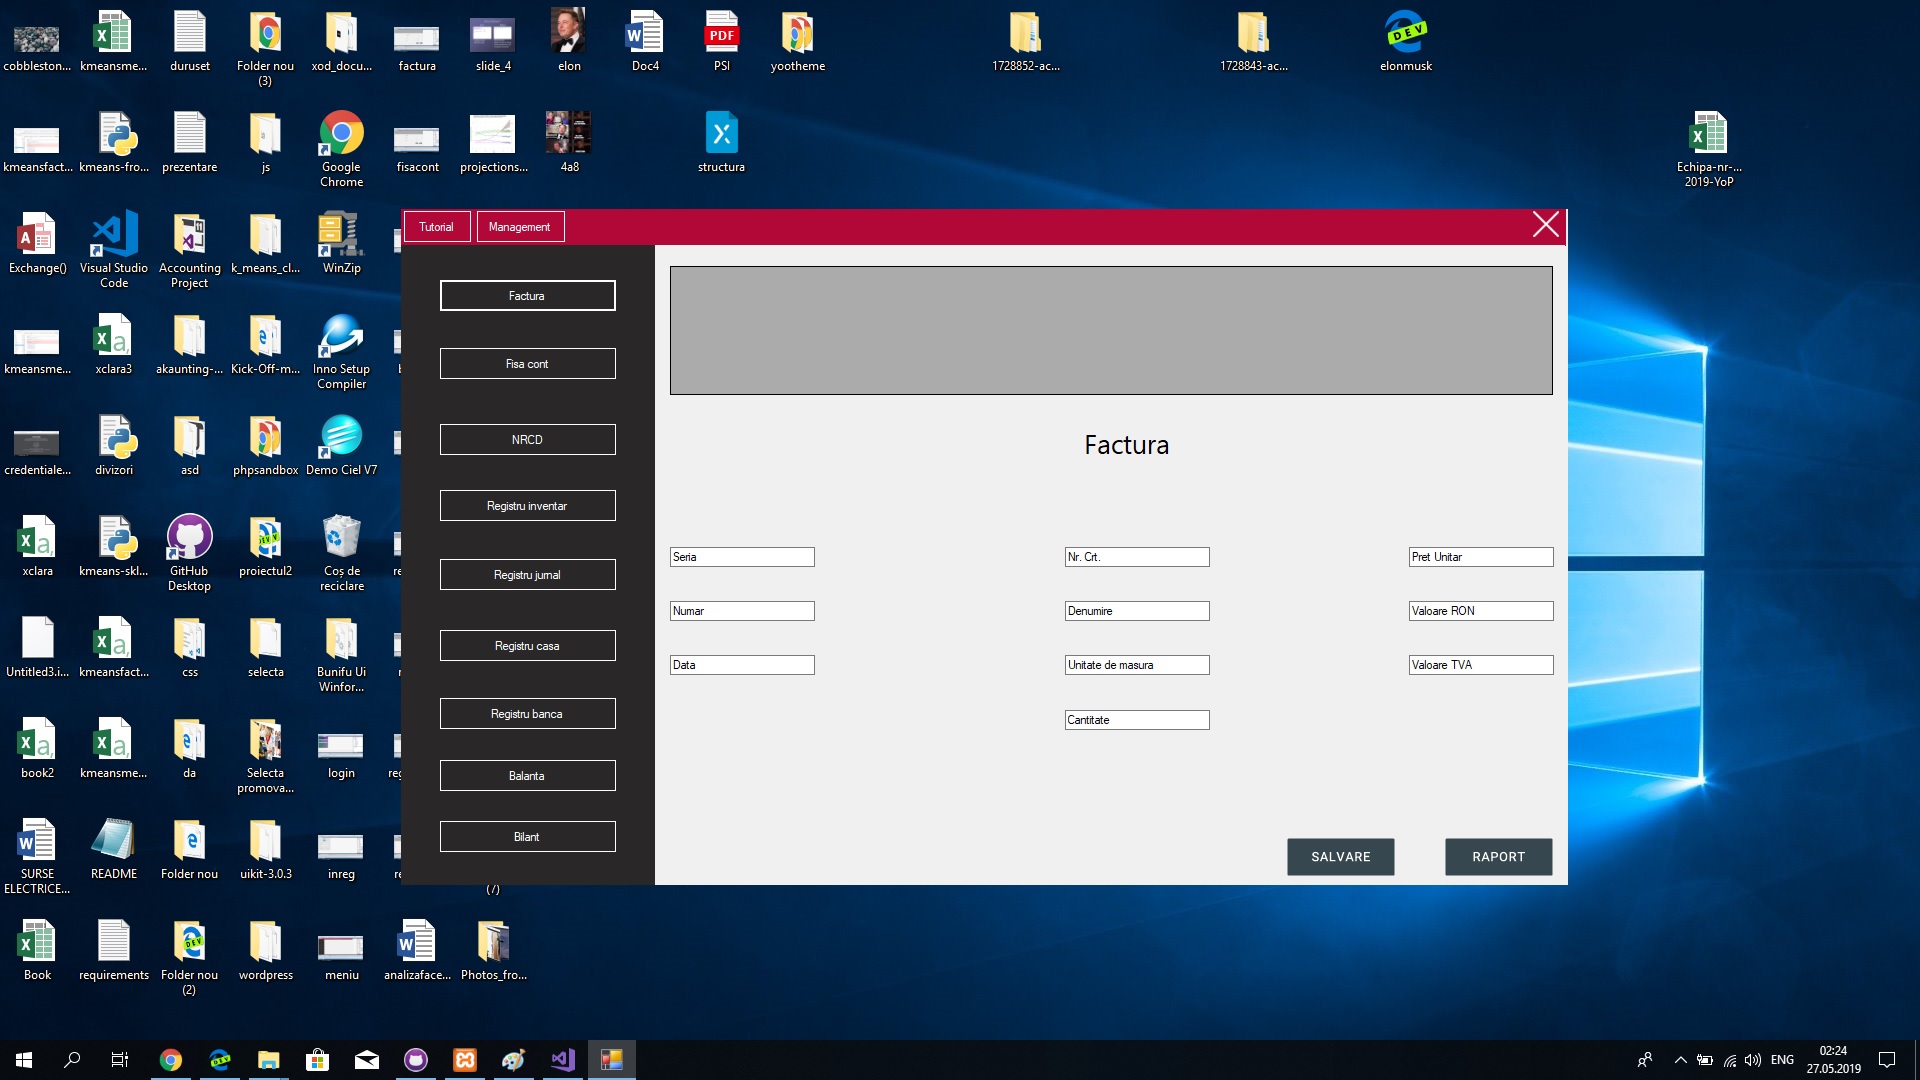 cobbleston...
kmeansme...
duruset
Folder nou
(3)
xod_docu...
factura
slide_4
elon
Doc4
PDF
PSI
yootheme
1728852-ac...
1728843-ac...
DEV
elonmusk
kmeansfact...
kmeans-fro...
prezentare
js
Google
Chrome
fisacont
projections...
4a8
structura
Echipa-nr-...
2019-YoP
Exchange()
Visual Studio
Code
Accounting
Project
k_means_cl...
WinZip
kmeansme...
xclara3
akaunting-...
Kick-Off-m...
Inno Setup
Compiler
credentiale...
divizori
asd
phpsandbox
Demo Ciel V7
xclara
kmeans-skl...
GitHub
Desktop
proiectul2
Coș de
reciclare
Untitled3.i...
kmeansfact...
css
selecta
Bunifu Ui
Winfor...
book2
kmeansme...
da
Selecta
promova...
login
SURSE
ELECTRICE...
README
Folder nou
uikit-3.0.3
inreg
(7)
Book
requirements
Folder nou
(2)
wordpress
meniu
analizaface...
Photos_fro...
Tutorial
Management
Factura
Fisa cont
NRCD
Registru inventar
Registru jurnal
Registru casa
Registru banca
Balanta
Bilant
Factura
Seria
Nr. Crt.
Pret Unitar
Numar
Denumire
Valoare RON
Data
Unitate de masura
Valoare TVA
Cantitate
SALVARE
RAPORT
ENG
02:24
27.05.2019